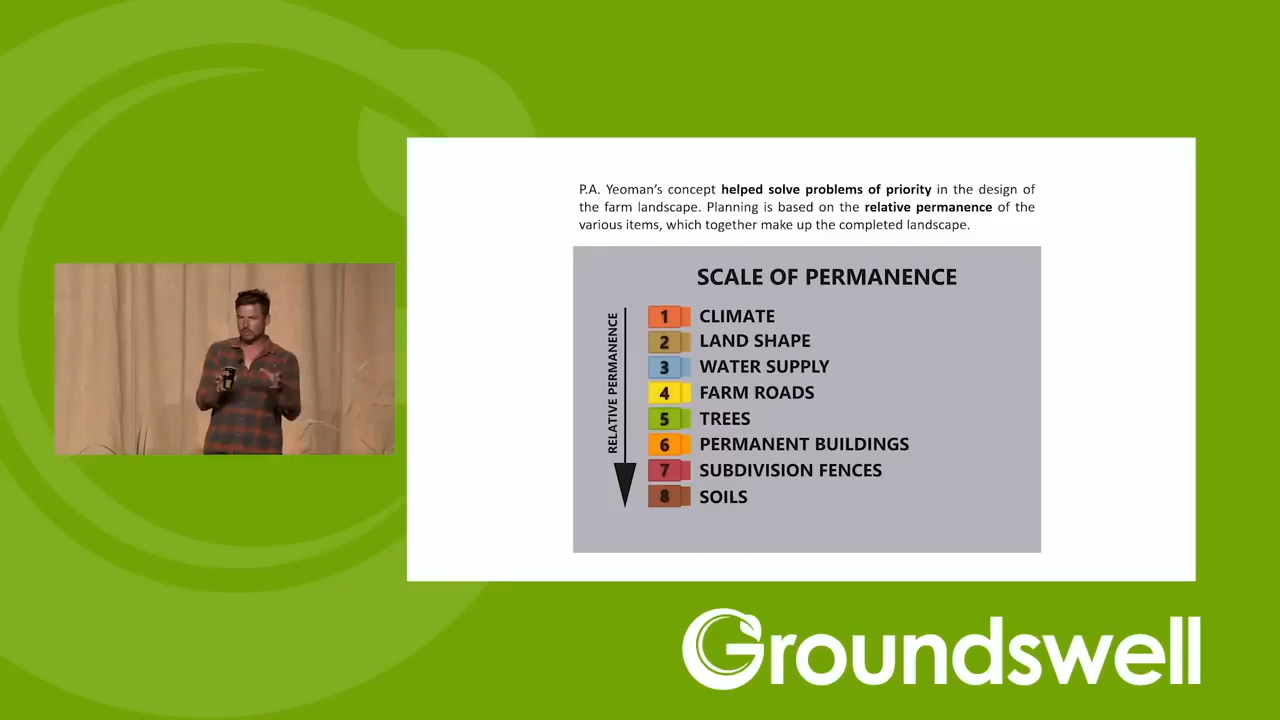 P.A. Yeoman's concept helped solve problems of priority in the design of
the farm landscape. Planning is based on the relative permanence of the
various items, which together make up the completed landscape.
SCALE OF PERMANENCE
RELATIVE PERMANENCE
1 CLIMATE
2 LAND SHAPE
3 WATER SUPPLY
4 FARM ROADS
5 TREES
6 PERMANENT BUILDINGS
7 SUBDIVISION FENCES
8 SOILS
Groundswell